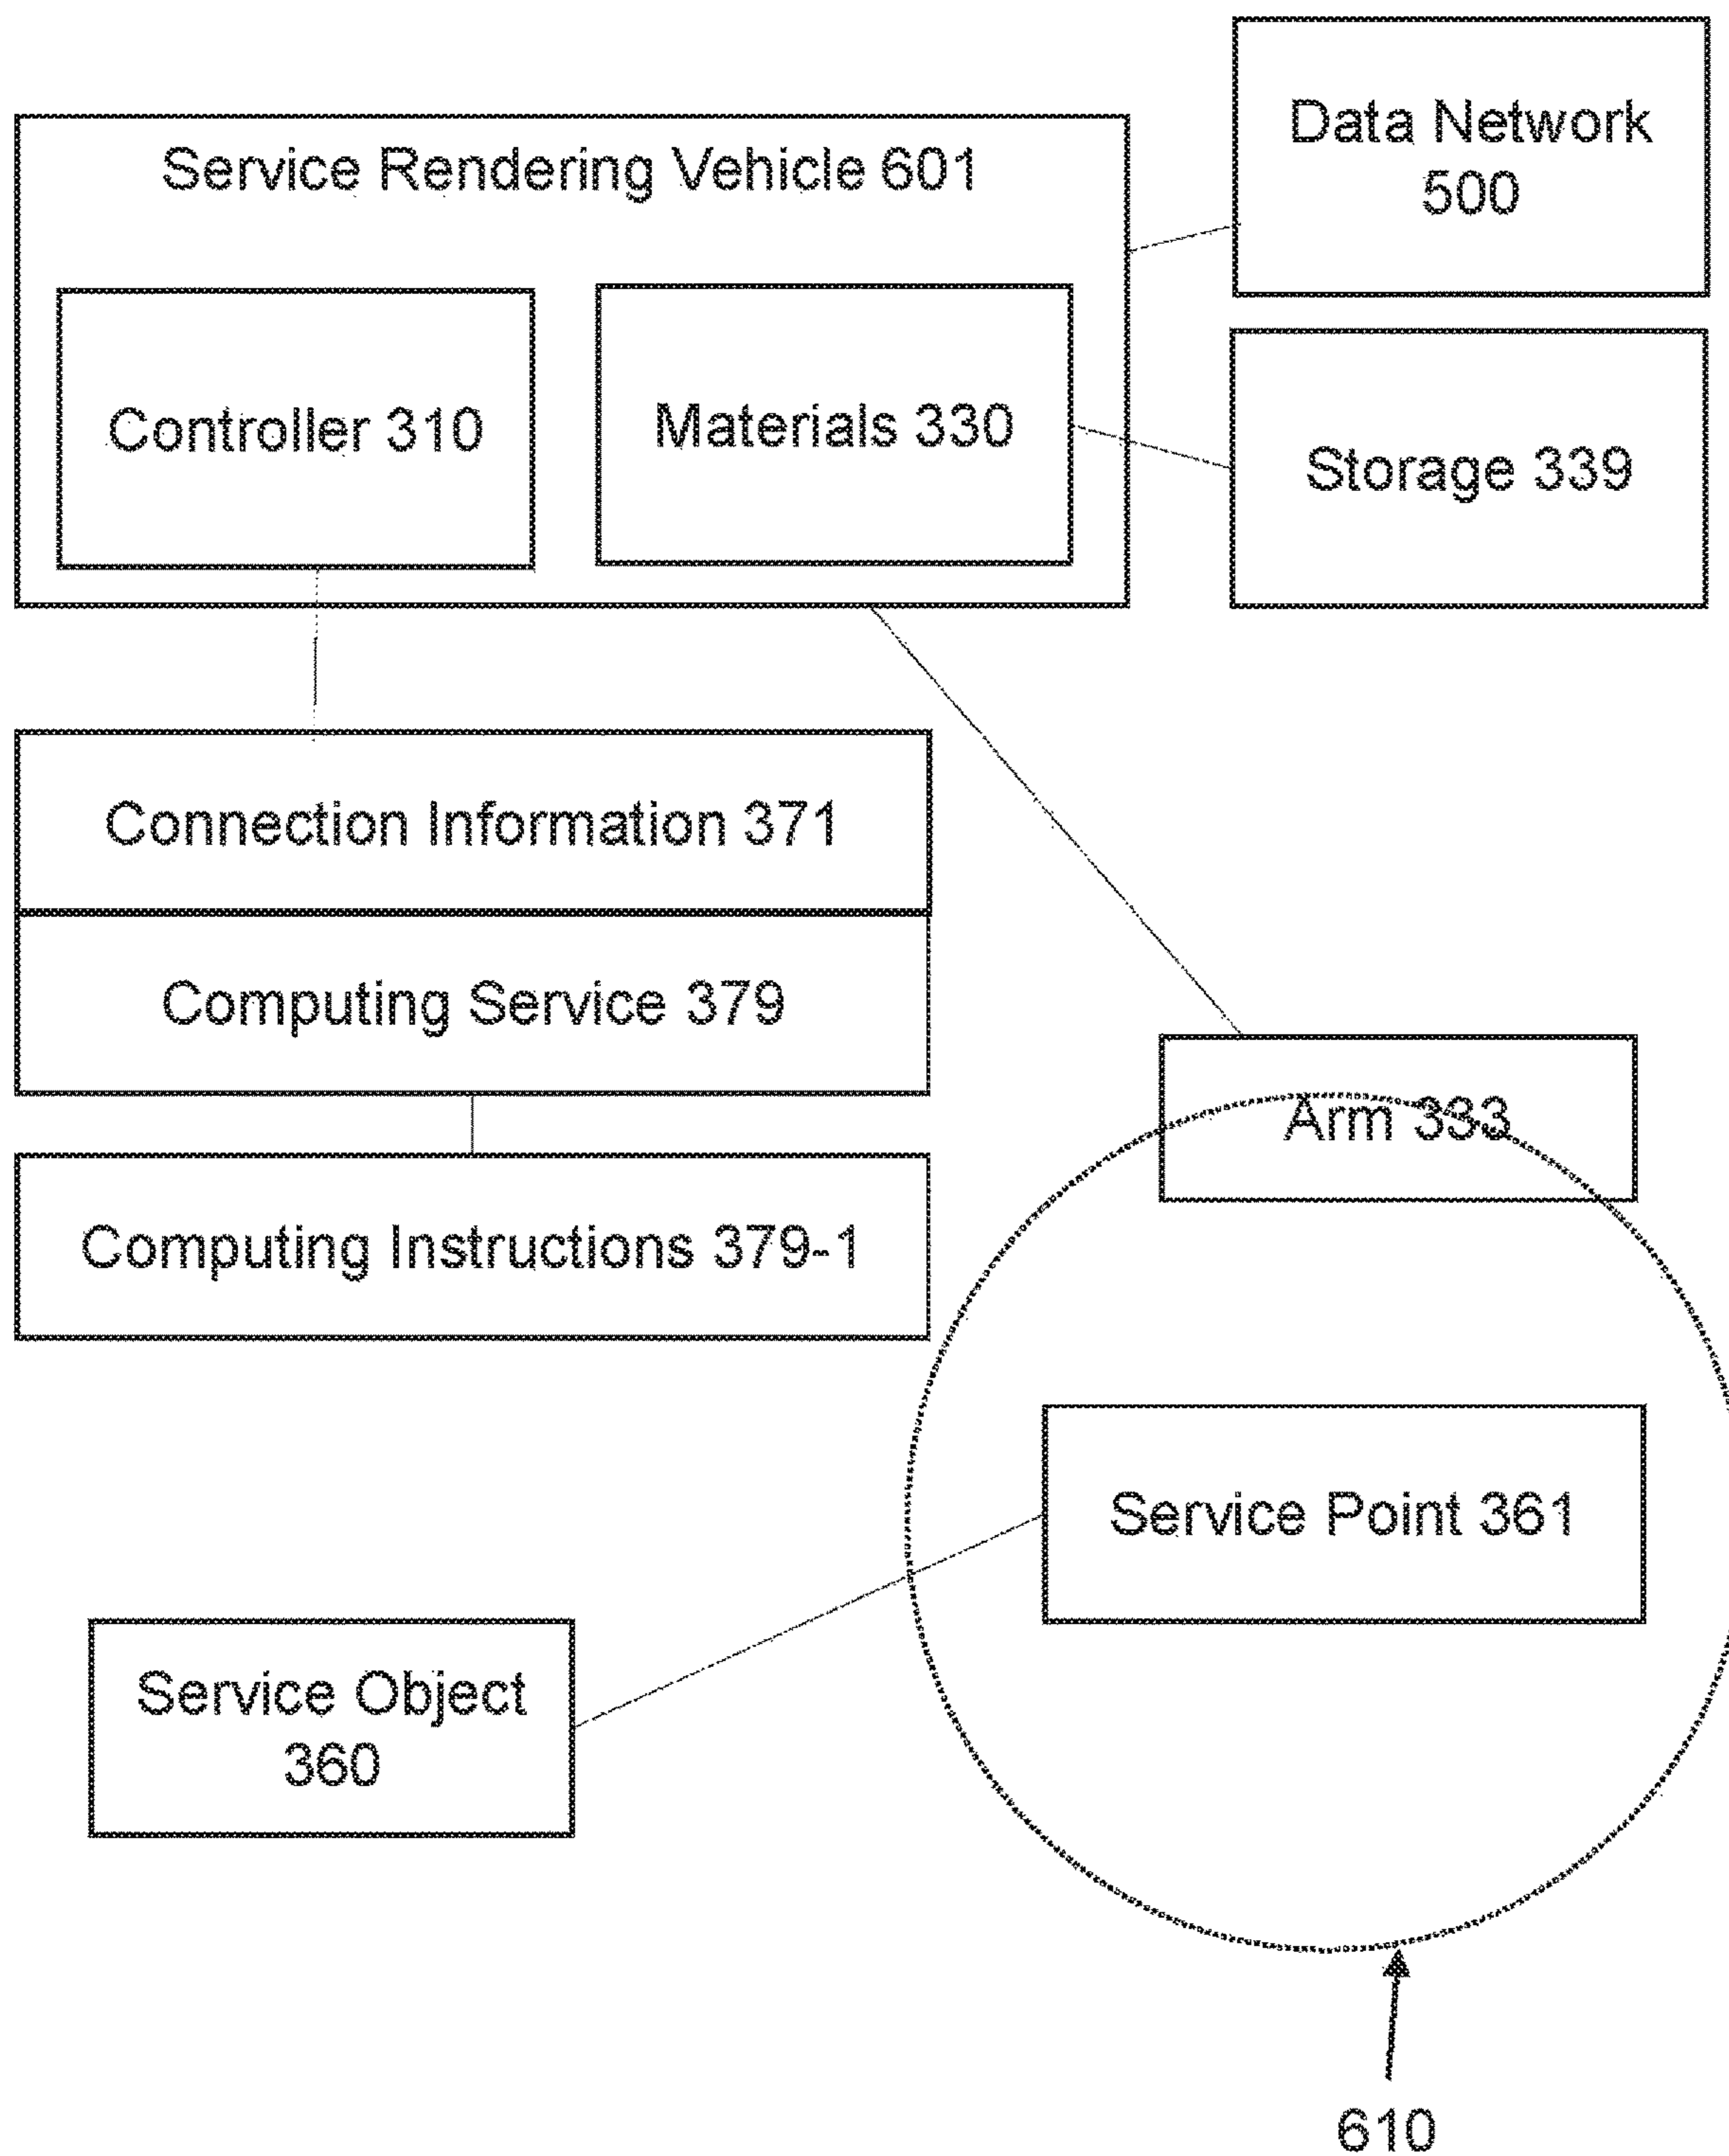 Data Network
500
Service Rendering Vehicle 601
Controller 310
Materials 330
Storage 339
Connection Information 371
Computing Service 379
Arm 333
Computing Instructions 379-1
Service Point 361
Service Object
360
610